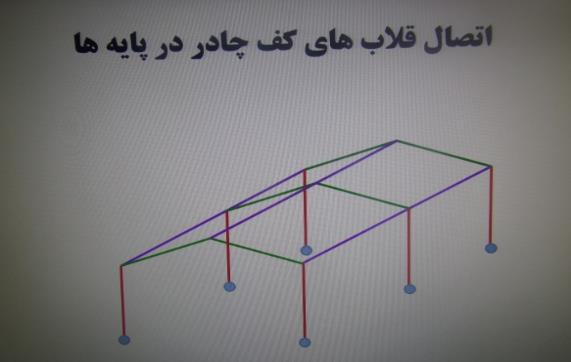 اتصال قلاب های کف چادر در پایه ها